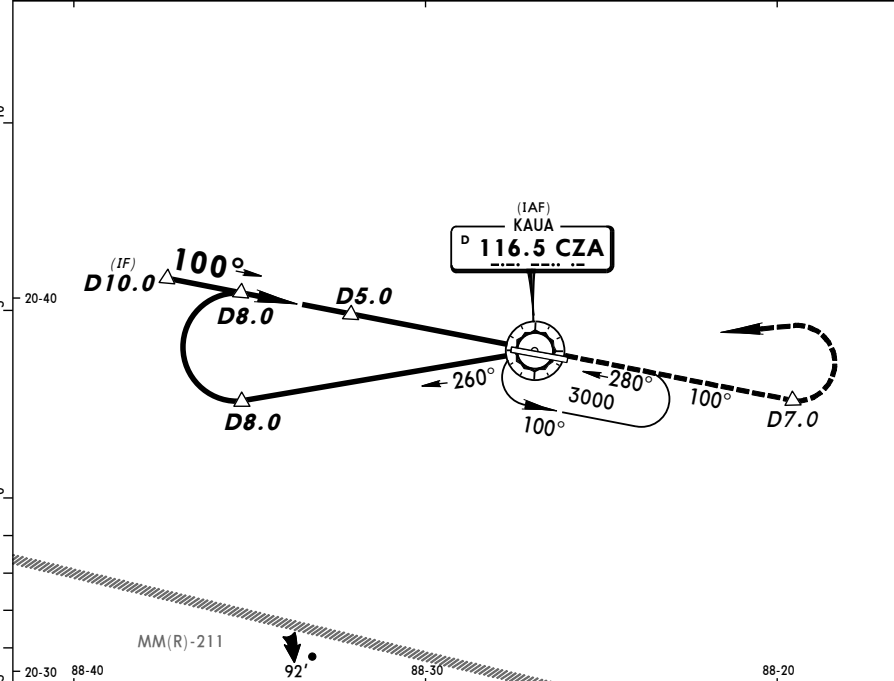 (IAF)
KAUA
D 116.5 CZA
(IF)
D10.0
100°
D8.0
D5.0
20-40
260°
280°
3000
100°
100°
D8.0
D7.0
MM(R)-211
92'
20-30
88-40
88-30
88-20